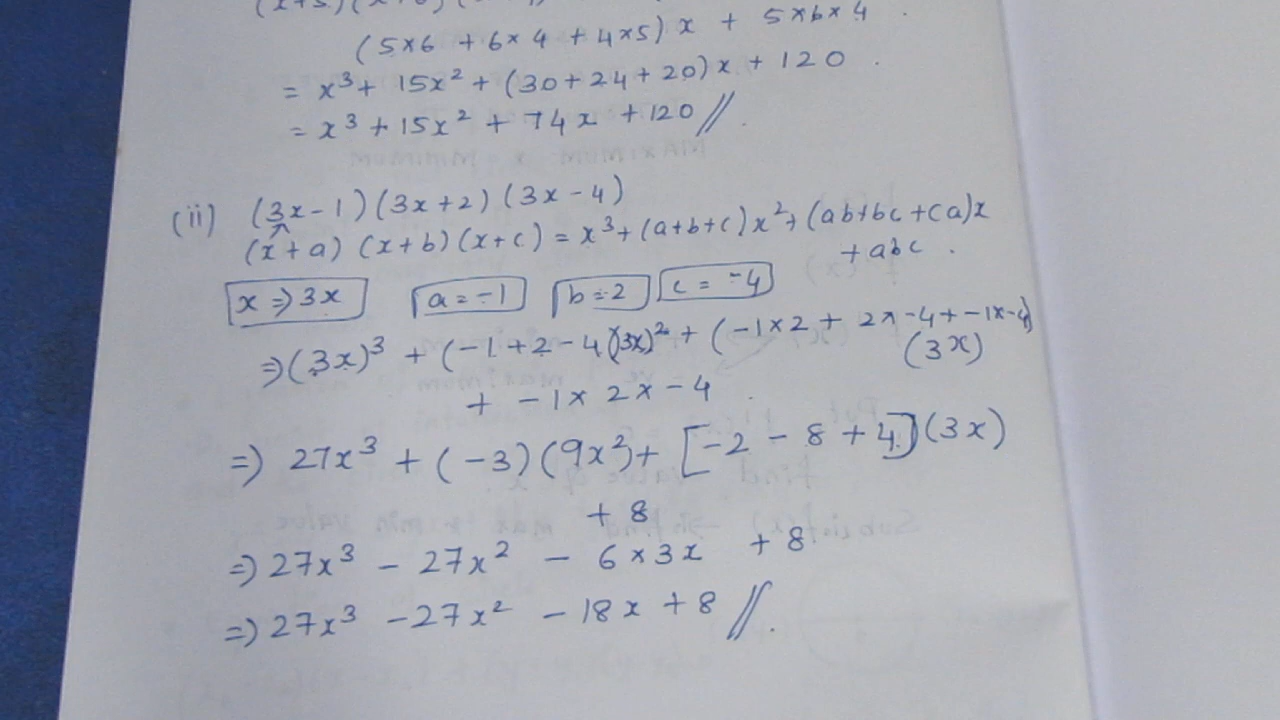 (5×6 + 6×4 + 4×5) x + 5×6×4
= x³ + 15x² + (30+24+20)x + 120.
= x³ + 15x² + 74x + 120 //.
(ii) (3x-1)(3x+2)(3x-4)
(x+a) (x+b)(x+c) = x³+(a+b+c)x²+(ab+bc+ca)x
+abc.
x ⇒ 3x a = -1 b = 2 c = -4
⇒ (3x)³ + (-1+2-4)(3x)² + (-1×2 + 2×-4+-1×-4)
(3x)
+ -1× 2×-4
⇒ 27x³ + (-3)(9x²)+ [-2 - 8 + 4](3x)
+ 8
⇒ 27x³ - 27x² - 6×3x + 8
⇒ 27x³ -27x² - 18x + 8 //.